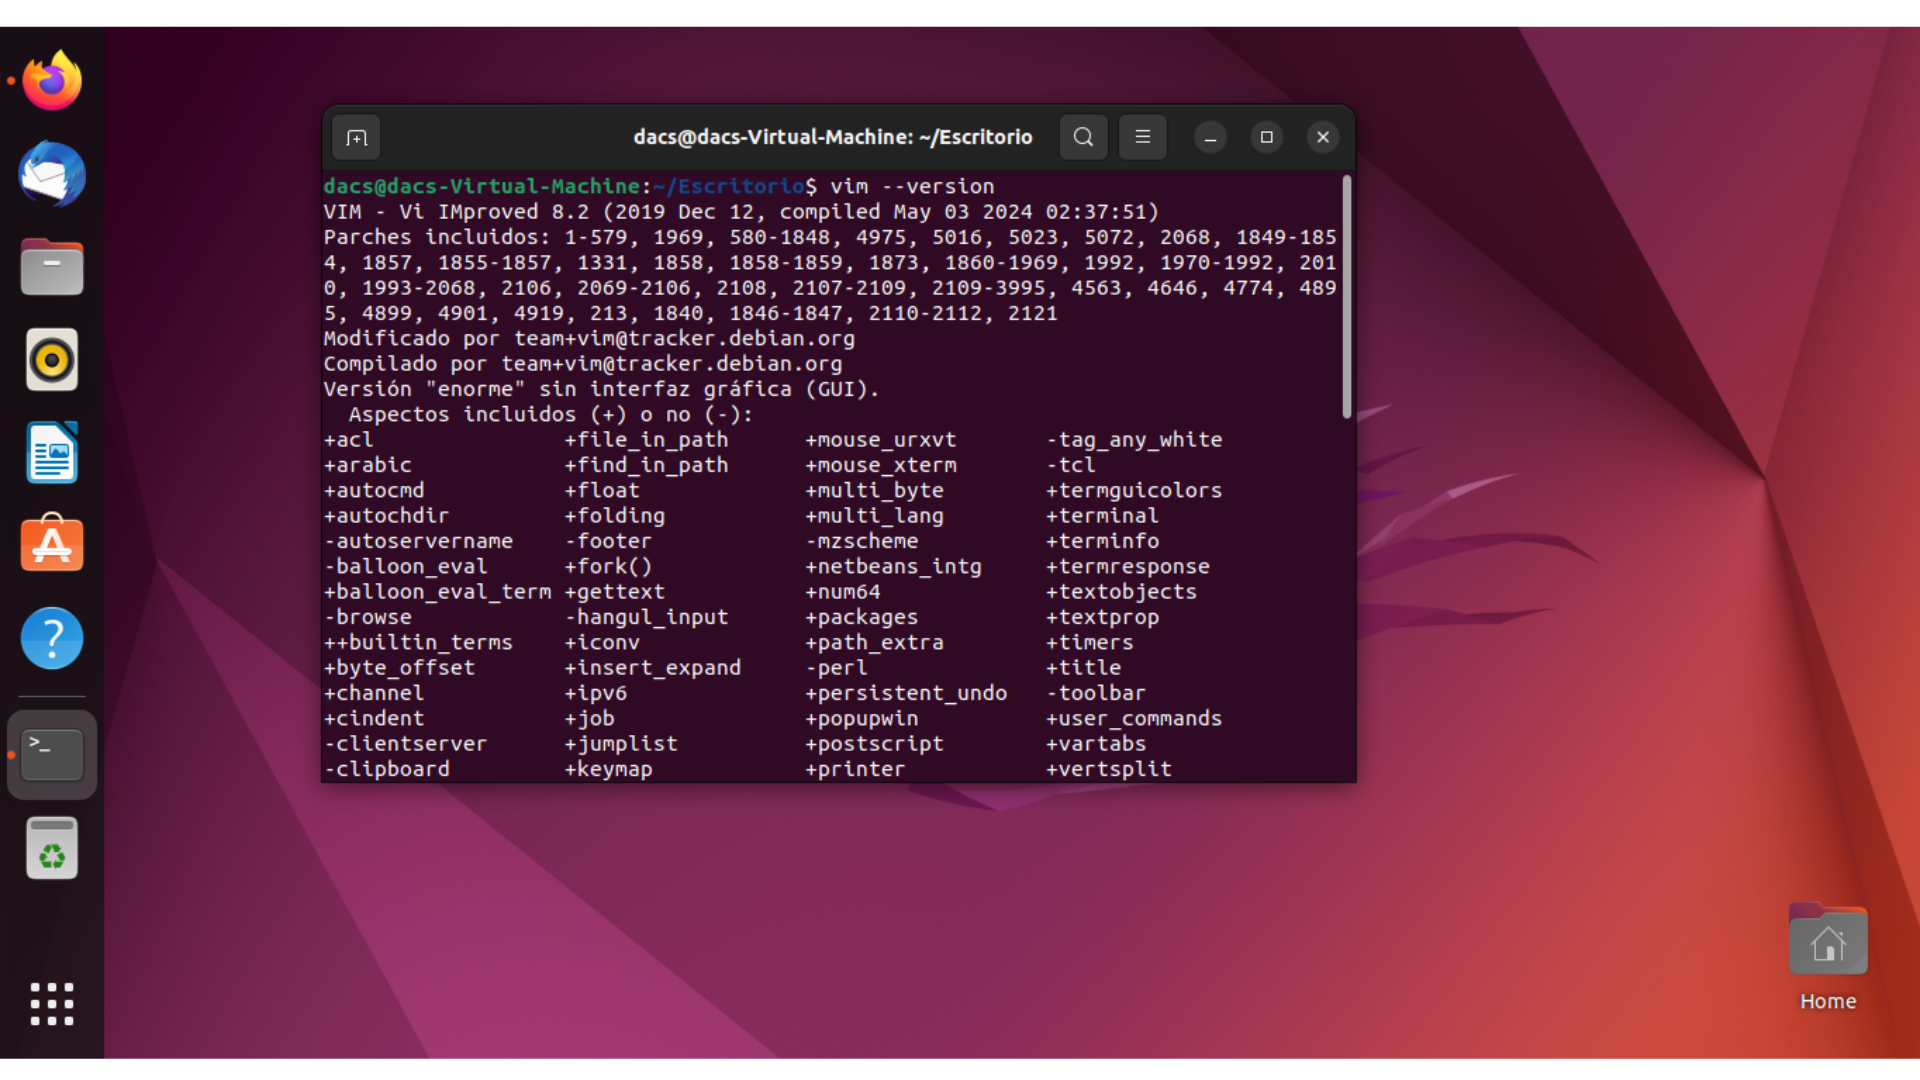 dacs@dacs-Virtual-Machine: ~/Escritorio
dacs@dacs-Virtual-Machine:~/Escritorio$ vim --version
VIM - Vi IMproved 8.2 (2019 Dec 12, compiled May 03 2024 02:37:51)
Parches incluidos: 1-579, 1969, 580-1848, 4975, 5016, 5023, 5072, 2068, 1849-185
4, 1857, 1855-1857, 1331, 1858, 1858-1859, 1873, 1860-1969, 1992, 1970-1992, 201
0, 1993-2068, 2106, 2069-2106, 2108, 2107-2109, 2109-3995, 4563, 4646, 4774, 489
5, 4899, 4901, 4919, 213, 1840, 1846-1847, 2110-2112, 2121
Modificado por team+vim@tracker.debian.org
Compilado por team+vim@tracker.debian.org
Versión "enorme" sin interfaz gráfica (GUI).
  Aspectos incluidos (+) o no (-):
+acl               +file_in_path      +mouse_urxvt       -tag_any_white
+arabic            +find_in_path      +mouse_xterm       -tcl
+autocmd           +float             +multi_byte        +termguicolors
+autochdir         +folding           +multi_lang        +terminal
-autoservername    -footer            -mzscheme          +terminfo
-balloon_eval      +fork()            +netbeans_intg     +termresponse
+balloon_eval_term +gettext           +num64             +textobjects
-browse            -hangul_input      +packages          +textprop
++builtin_terms    +iconv             +path_extra        +timers
+byte_offset       +insert_expand     -perl              +title
+channel           +ipv6              +persistent_undo   -toolbar
+cindent           +job               +popupwin          +user_commands
-clientserver      +jumplist          +postscript        +vartabs
-clipboard         +keymap            +printer           +vertsplit
Home